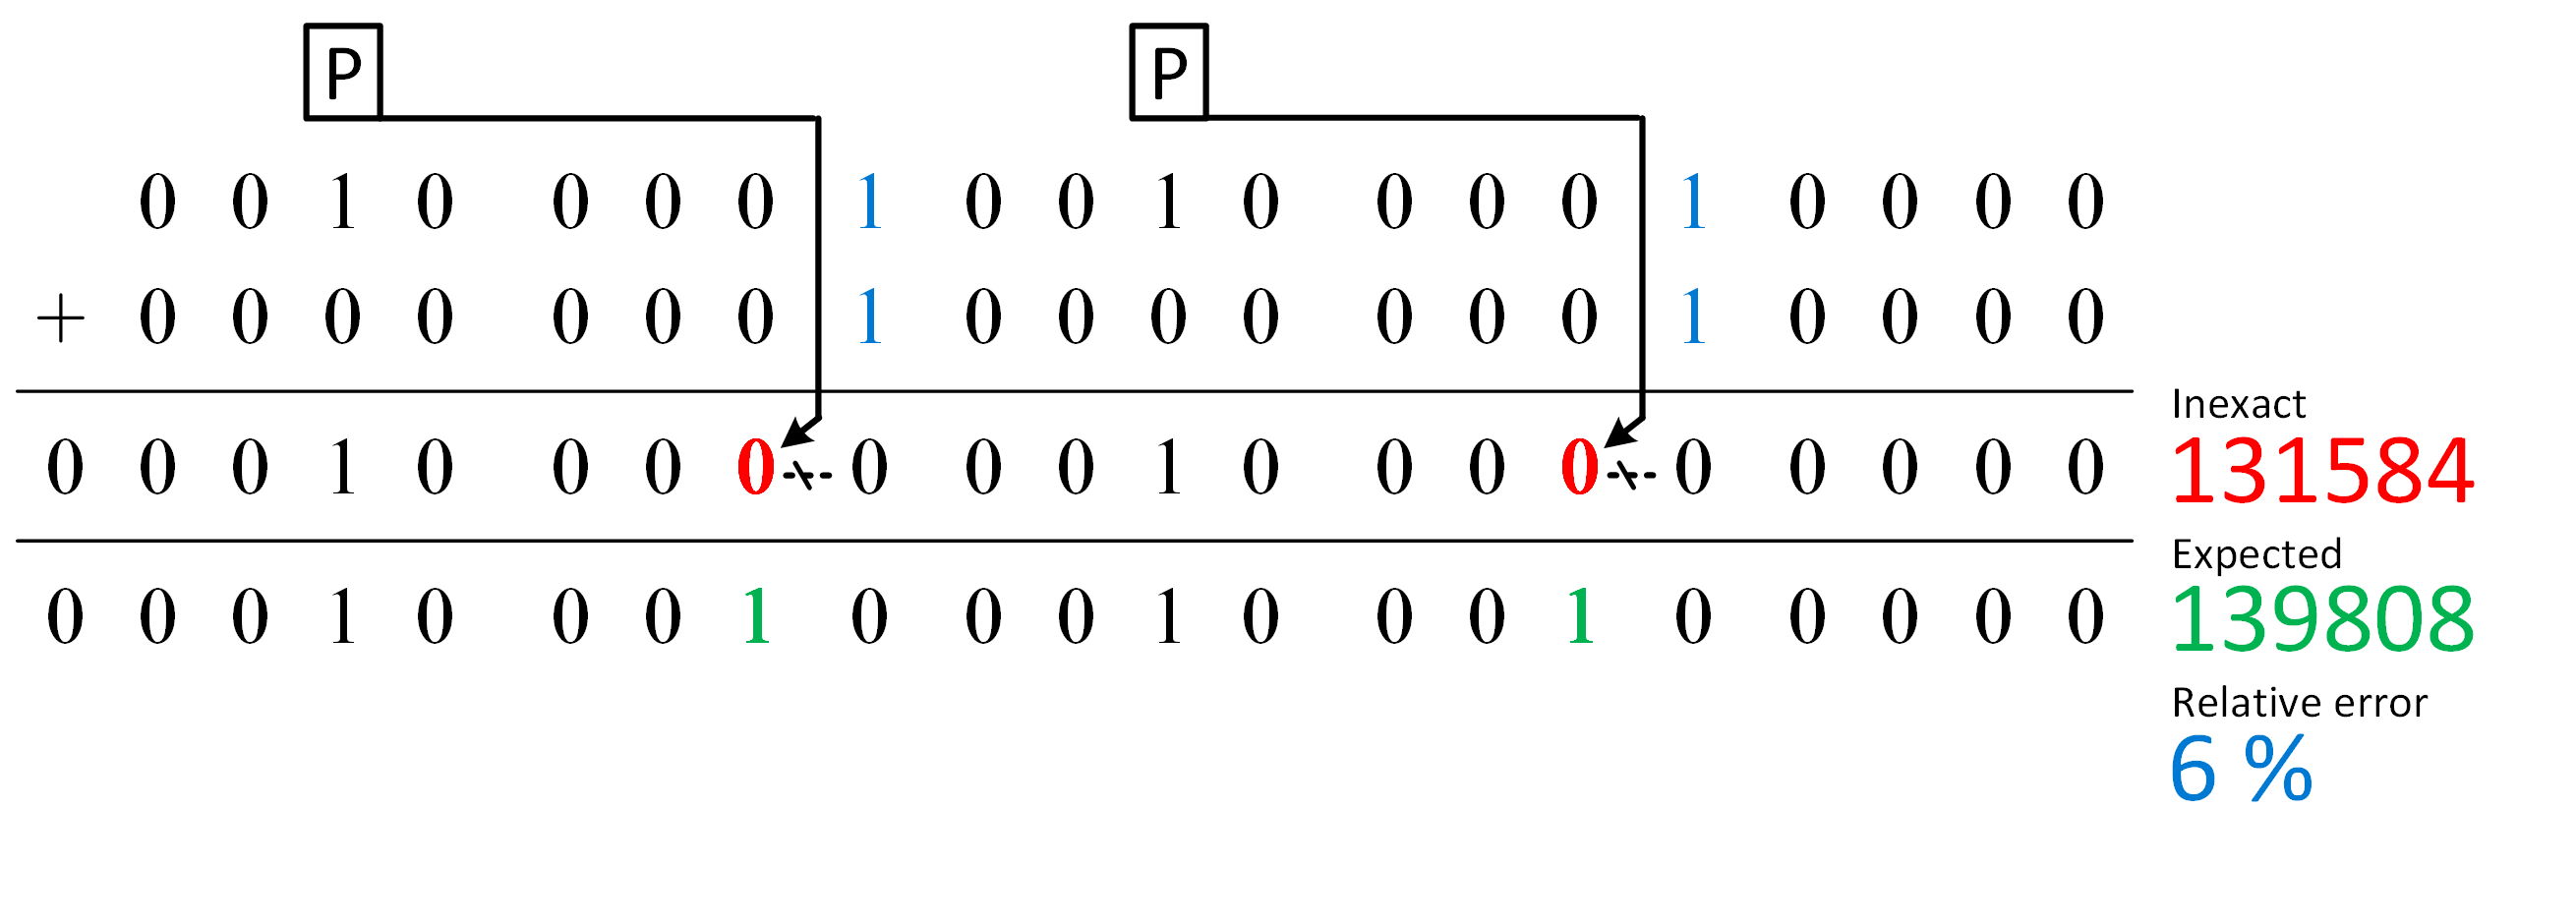 P P
0 0 1 0 0 0 0 1 0 0 1 0 0 0 0 1 0 0 0 0
+ 0 0 0 0 0 0 0 1 0 0 0 0 0 0 0 1 0 0 0 0
Inexact
0 0 0 1 0 0 0 0 0 0 0 1 0 0 0 0 0 0 0 0 0 131584
Expected
0 0 0 1 0 0 0 1 0 0 0 1 0 0 0 1 0 0 0 0 0 139808
Relative error
6 %